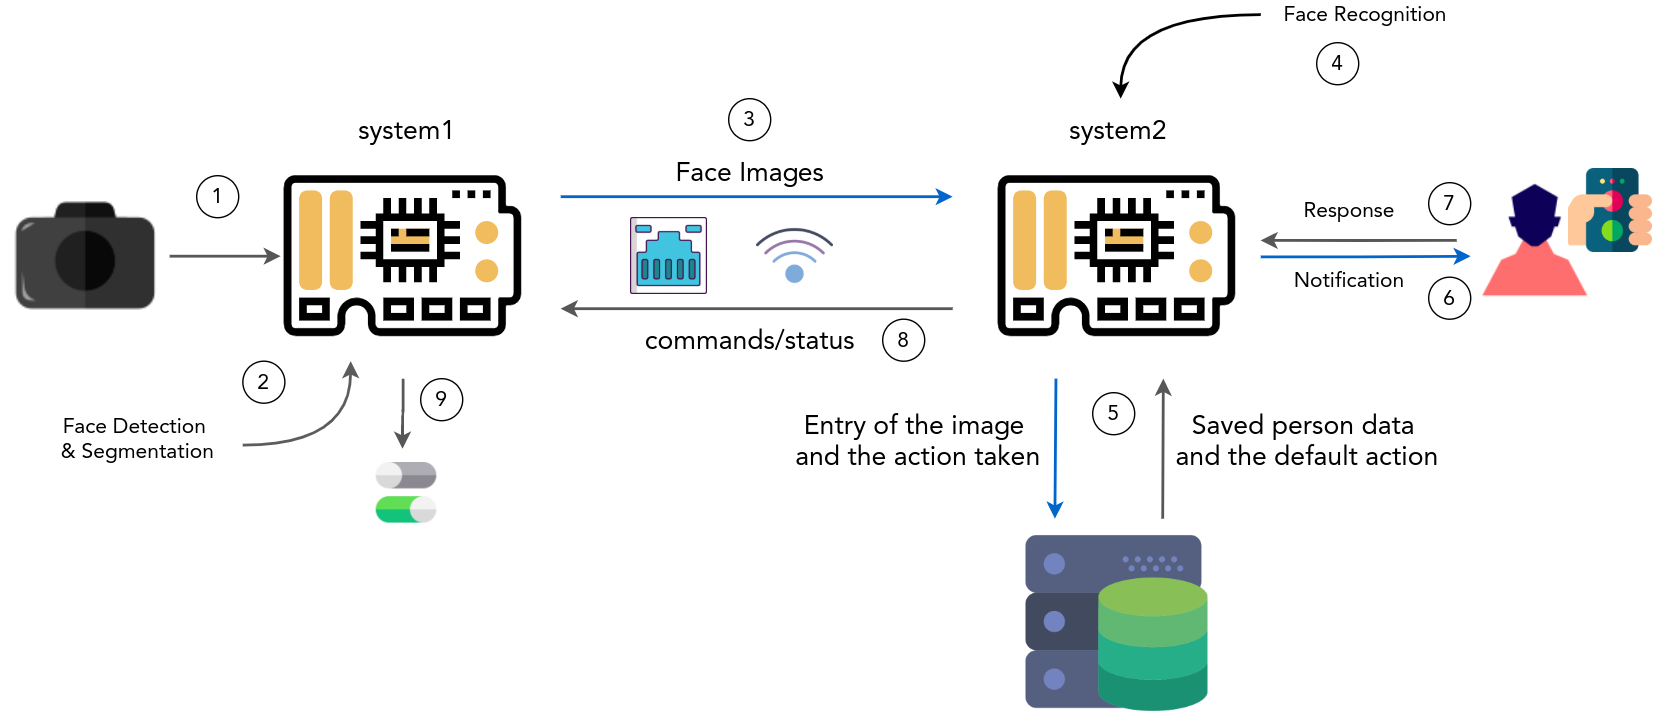 Face Recognition
4
3
system1
system2
Face Images
1
7
Response
Notification
6
commands/status
8
2
9
5
Face Detection
& Segmentation
Entry of the image
and the action taken
Saved person data
and the default action